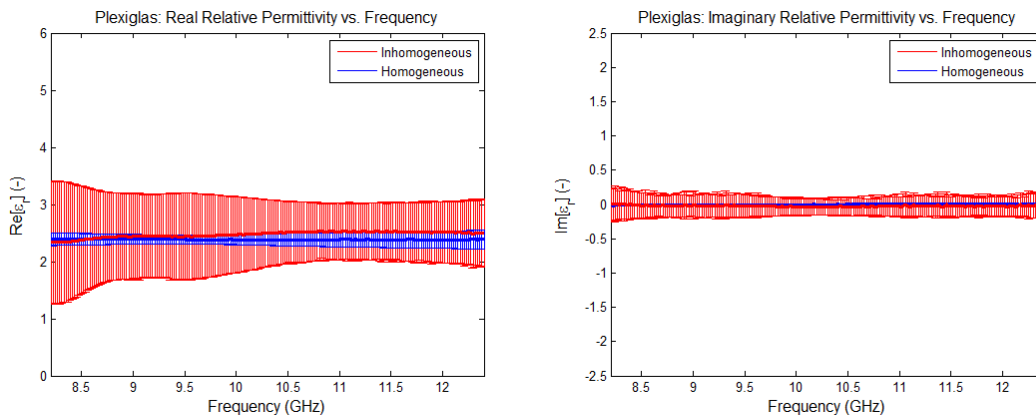 Plexiglas: Real Relative Permittivity vs. Frequency
6
5
4
3
2
1
0
Re[εr] (-)
Inhomogeneous
Homogeneous
8.5 9 9.5 10 10.5 11 11.5 12
Frequency (GHz)
Plexiglas: Imaginary Relative Permittivity vs. Frequency
2.5
2
1.5
1
0.5
0
-0.5
-1
-1.5
-2
-2.5
Im[εr] (-)
Inhomogeneous
Homogeneous
8.5 9 9.5 10 10.5 11 11.5 12
Frequency (GHz)